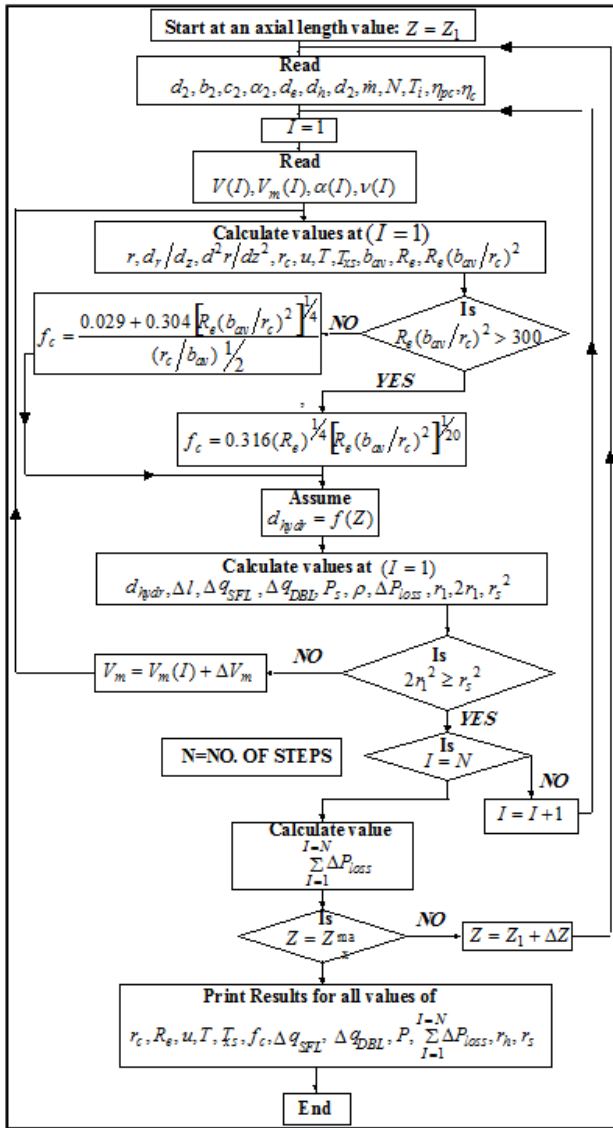 Start at an axial length value: Z = Z₁
Read
d₂, b₂, c₂, α₂, dₑ, dₕ, d₂, ṁ, N, Tᵢ, η_pc, η_c
I = 1
Read
V(I), V_m(I), α(I), ν(I)
Calculate values at (I = 1)
r, d_r/d_z, d²r/dz², r_c, u, T, T_xs, b_av, R_e, R_e(b_av/r_c)²
Is
R_e(b_av/r_c)² > 300
NO
f_c = (0.029 + 0.304 [R_e(b_av/r_c)²]^1/4) / ((r_c/b_av) 1/2)
YES
,
f_c = 0.316(R_e)^1/4 [R_e(b_av/r_c)²]^1/20
Assume
d_hydr = f(Z)
Calculate values at (I = 1)
d_hydr, Δl, Δq_SFL, Δq_DBL, P_s, ρ, ΔP_loss, r₁, 2r₁, r_s²
Is
2r₁² ≥ r_s²
NO
V_m = V_m(I) + ΔV_m
YES
Is
I = N
N=NO. OF STEPS
NO
I = I + 1
Calculate value
I=N
Σ ΔP_loss
I=1
Is
Z = Z^ma
x
NO
Z = Z₁ + ΔZ
Print Results for all values of
I=N
r_c, R_e, u, T, T_xs, f_c, Δq_SFL, Δq_DBL, P, Σ ΔP_loss, r_h, r_s
I=1
End